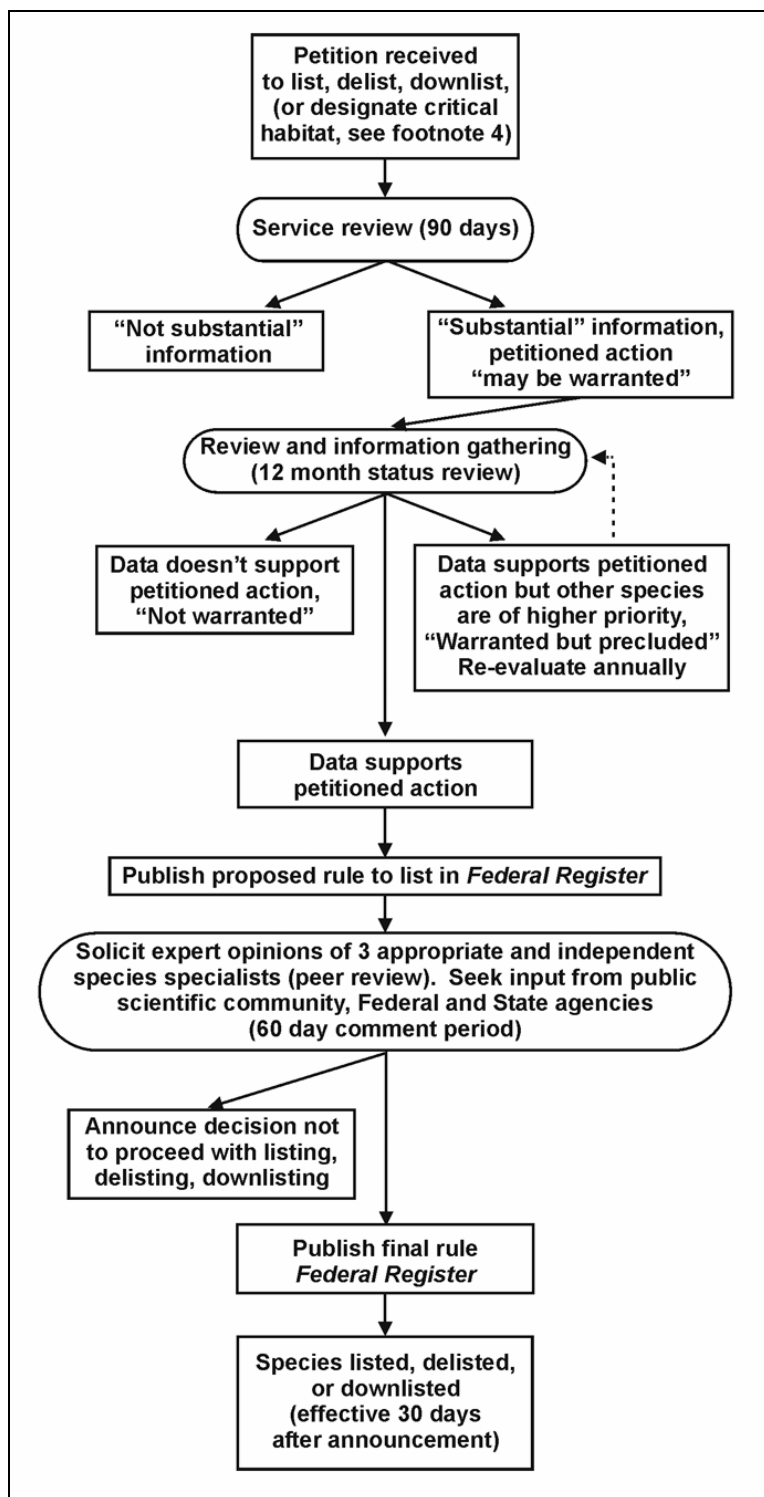 Petition received
to list, delist, downlist,
(or designate critical
habitat, see footnote 4)
Service review (90 days)
“Not substantial”
information
“Substantial” information,
petitioned action
“may be warranted”
Review and information gathering
(12 month status review)
Data doesn’t support
petitioned action,
“Not warranted”
Data supports petitioned
action but other species
are of higher priority,
“Warranted but precluded”
Re-evaluate annually
Data supports
petitioned action
Publish proposed rule to list in Federal Register
Solicit expert opinions of 3 appropriate and independent
species specialists (peer review).  Seek input from public
scientific community, Federal and State agencies
(60 day comment period)
Announce decision not
to proceed with listing,
delisting, downlisting
Publish final rule
Federal Register
Species listed, delisted,
or downlisted
(effective 30 days
after announcement)